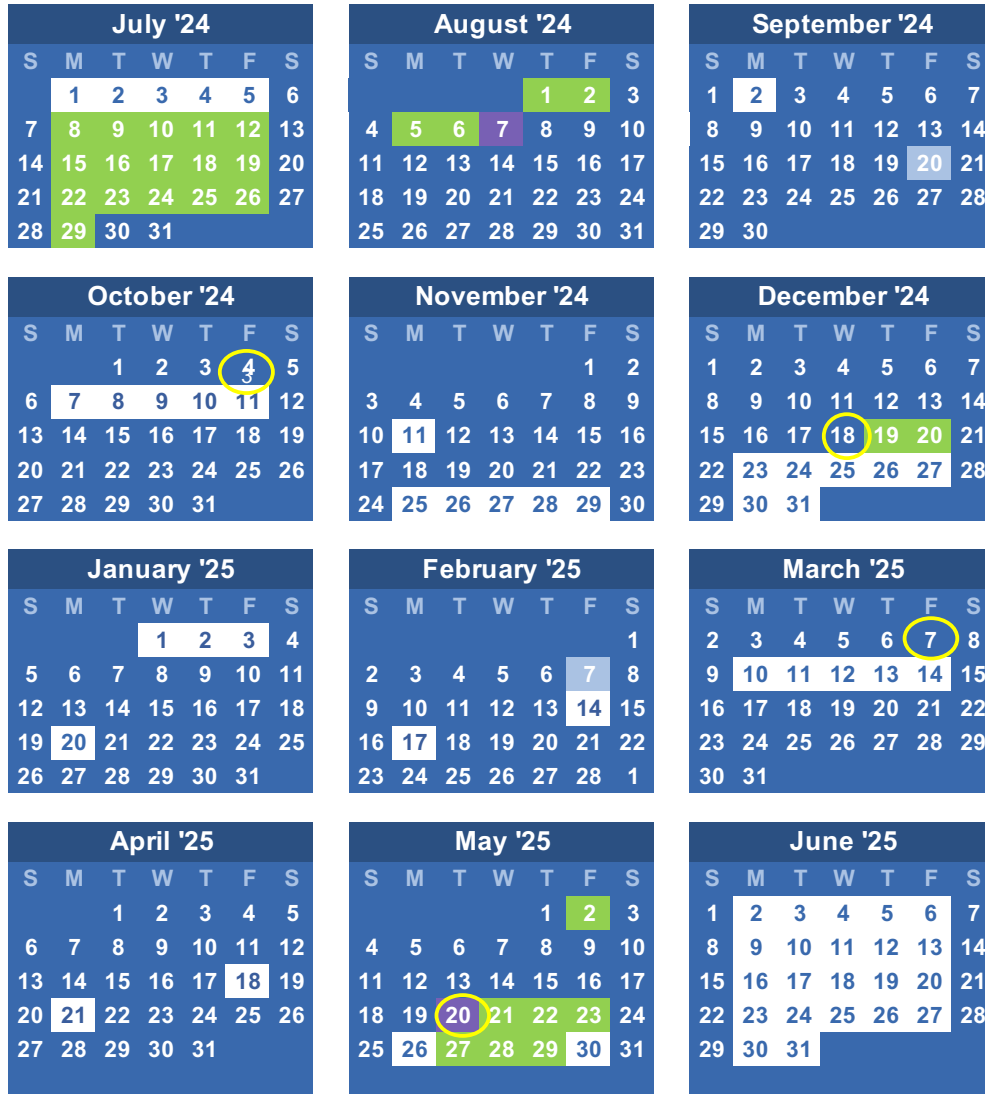 July '24
S M T W T F S
1 2 3 4 5 6
7 8 9 10 11 12 13
14 15 16 17 18 19 20
21 22 23 24 25 26 27
28 29 30 31
August '24
S M T W T F S
1 2 3
4 5 6 7 8 9 10
11 12 13 14 15 16 17
18 19 20 21 22 23 24
25 26 27 28 29 30 31
September '24
S M T W T F S
1 2 3 4 5 6 7
8 9 10 11 12 13 14
15 16 17 18 19 20 21
22 23 24 25 26 27 28
29 30
October '24
S M T W T F S
1 2 3 4 5
3
6 7 8 9 10 11 12
13 14 15 16 17 18 19
20 21 22 23 24 25 26
27 28 29 30 31
November '24
S M T W T F S
1 2
3 4 5 6 7 8 9
10 11 12 13 14 15 16
17 18 19 20 21 22 23
24 25 26 27 28 29 30
December '24
S M T W T F S
1 2 3 4 5 6 7
8 9 10 11 12 13 14
15 16 17 18 19 20 21
22 23 24 25 26 27 28
29 30 31
January '25
S M T W T F S
1 2 3 4
5 6 7 8 9 10 11
12 13 14 15 16 17 18
19 20 21 22 23 24 25
26 27 28 29 30 31
February '25
S M T W T F S
1
2 3 4 5 6 7 8
9 10 11 12 13 14 15
16 17 18 19 20 21 22
23 24 25 26 27 28 1
March '25
S M T W T F S
2 3 4 5 6 7 8
9 10 11 12 13 14 15
16 17 18 19 20 21 22
23 24 25 26 27 28 29
30 31
April '25
S M T W T F S
1 2 3 4 5
6 7 8 9 10 11 12
13 14 15 16 17 18 19
20 21 22 23 24 25 26
27 28 29 30 31
May '25
S M T W T F S
1 2 3
4 5 6 7 8 9 10
11 12 13 14 15 16 17
18 19 20 21 22 23 24
25 26 27 28 29 30 31
June '25
S M T W T F S
1 2 3 4 5 6 7
8 9 10 11 12 13 14
15 16 17 18 19 20 21
22 23 24 25 26 27 28
29 30 31